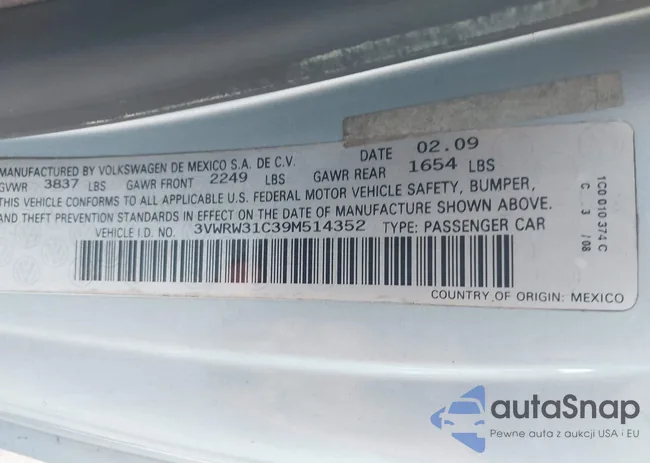 MANUFACTURED BY VOLKSWAGEN DE MEXICO S.A. DE C.V. DATE 02.09
GVWR 3837 LBS GAWR FRONT 2249 LBS GAWR REAR 1654 LBS
THIS VEHICLE CONFORMS TO ALL APPLICABLE U.S. FEDERAL MOTOR VEHICLE SAFETY, BUMPER,
AND THEFT PREVENTION STANDARDS IN EFFECT ON THE DATE OF MANUFACTURE SHOWN ABOVE.
VEHICLE I.D. NO. 3VWRW31C39M514352 TYPE: PASSENGER CAR
COUNTRY OF ORIGIN: MEXICO
1C0 010 374 C
C 3 / 08
autaSnap
Pewne auta z aukcji USA i EU